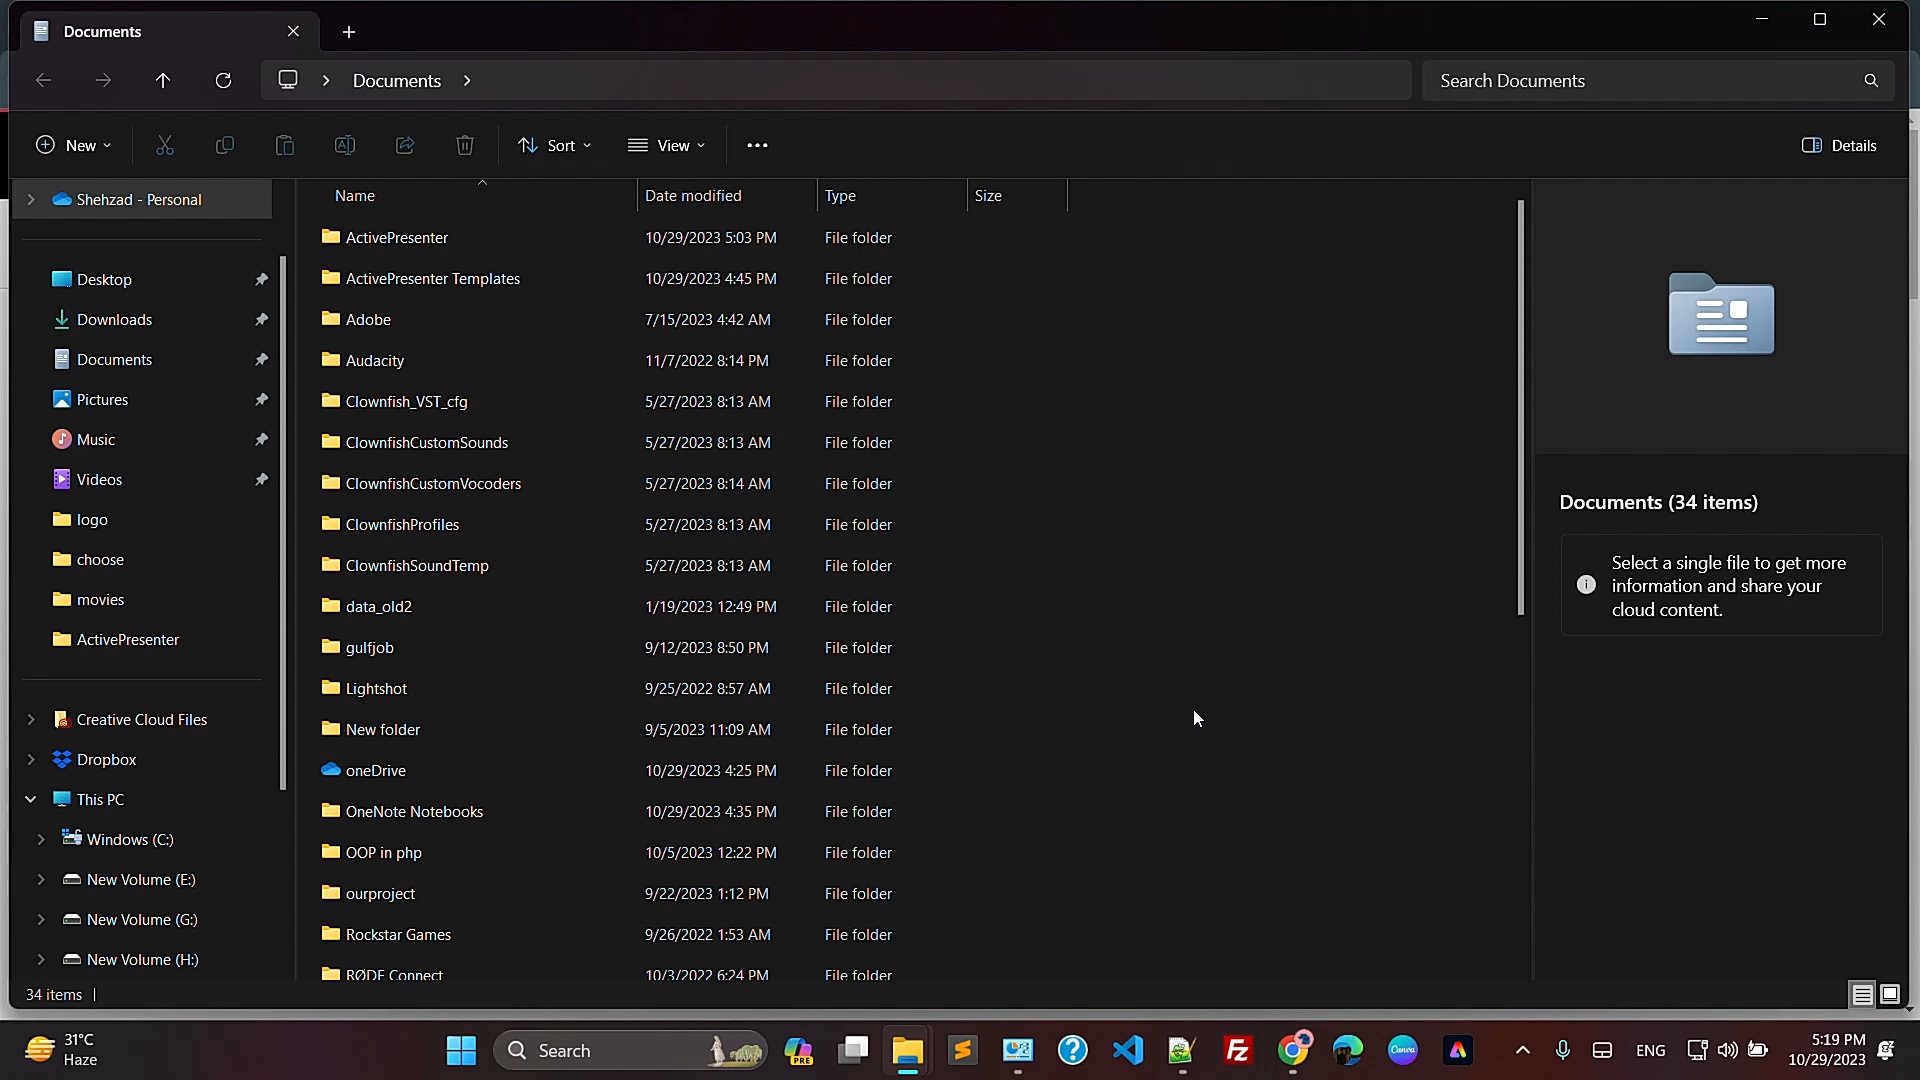 Documents
Documents
Search Documents
New
Sort
View
Details
Shehzad - Personal
Desktop
Downloads
Documents
Pictures
Music
Videos
logo
choose
movies
ActivePresenter
Creative Cloud Files
Dropbox
This PC
Windows (C:)
New Volume (E:)
New Volume (G:)
New Volume (H:)
Name Date modified Type Size
ActivePresenter 10/29/2023 5:03 PM File folder
ActivePresenter Templates 10/29/2023 4:45 PM File folder
Adobe 7/15/2023 4:42 AM File folder
Audacity 11/7/2022 8:14 PM File folder
Clownfish_VST_cfg 5/27/2023 8:13 AM File folder
ClownfishCustomSounds 5/27/2023 8:13 AM File folder
ClownfishCustomVocoders 5/27/2023 8:14 AM File folder
ClownfishProfiles 5/27/2023 8:13 AM File folder
ClownfishSoundTemp 5/27/2023 8:13 AM File folder
data_old2 1/19/2023 12:49 PM File folder
gulfjob 9/12/2023 8:50 PM File folder
Lightshot 9/25/2022 8:57 AM File folder
New folder 9/5/2023 11:09 AM File folder
oneDrive 10/29/2023 4:25 PM File folder
OneNote Notebooks 10/29/2023 4:35 PM File folder
OOP in php 10/5/2023 12:22 PM File folder
ourproject 9/22/2023 1:12 PM File folder
Rockstar Games 9/26/2022 1:53 AM File folder
RØDE Connect 10/3/2022 6:24 PM File folder
Documents (34 items)
Select a single file to get more
information and share your
cloud content.
34 items
31°C
Haze
Search
PRE
Fz
Canva
ENG
5:19 PM
10/29/2023